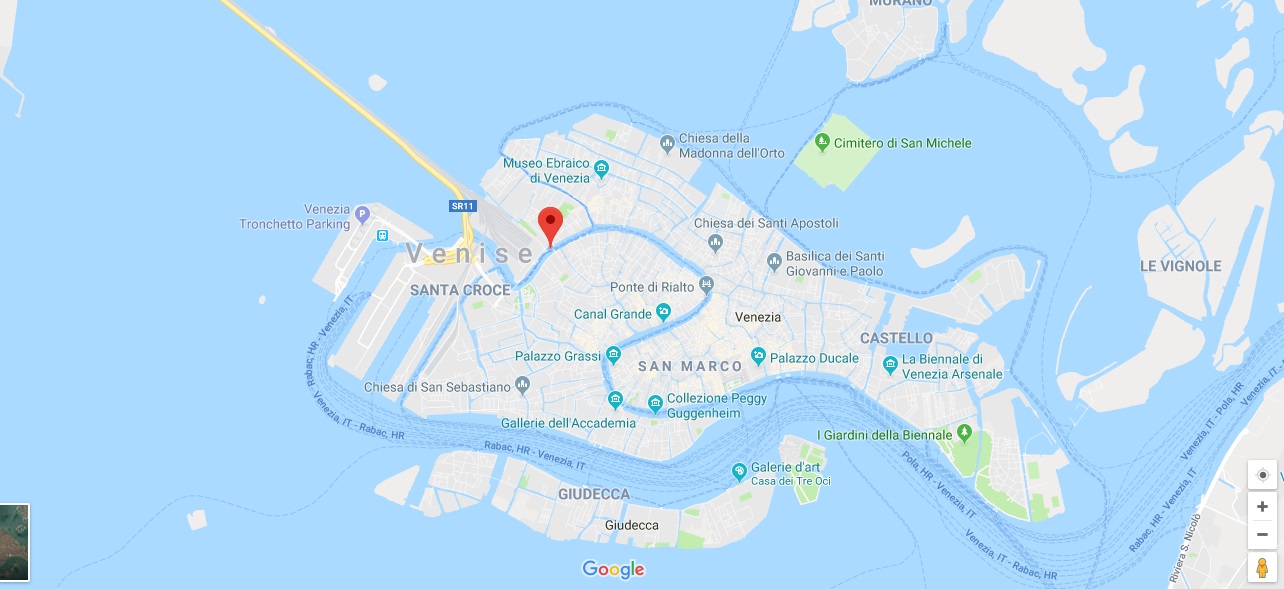 MURANO
Chiesa della
Madonna dell'Orto
Cimitero di San Michele
Museo Ebraico
di Venezia
SR11
Venezia
Tronchetto Parking
P
Chiesa dei Santi Apostoli
Venise
Basilica dei Santi
Giovanni e Paolo
LE VIGNOLE
SANTA CROCE
Ponte di Rialto
Canal Grande
Venezia
CASTELLO
Palazzo Grassi
SAN MARCO
Palazzo Ducale
La Biennale di
Venezia Arsenale
Chiesa di San Sebastiano
Collezione Peggy
Guggenheim
Gallerie dell'Accademia
I Giardini della Biennale
Rabac, HR - Venezia, IT
Venezia, IT - Rabac, HR
Rabac, HR - Venezia, IT
Pola, HR - Venezia, IT
Venezia, IT - Pola, HR
Rabac, HR - Venezia, IT
Venezia, IT - Rabac, HR
Galerie d'art
Casa dei Tre Oci
GIUDECCA
Giudecca
Riviera S. Nicolò
Google